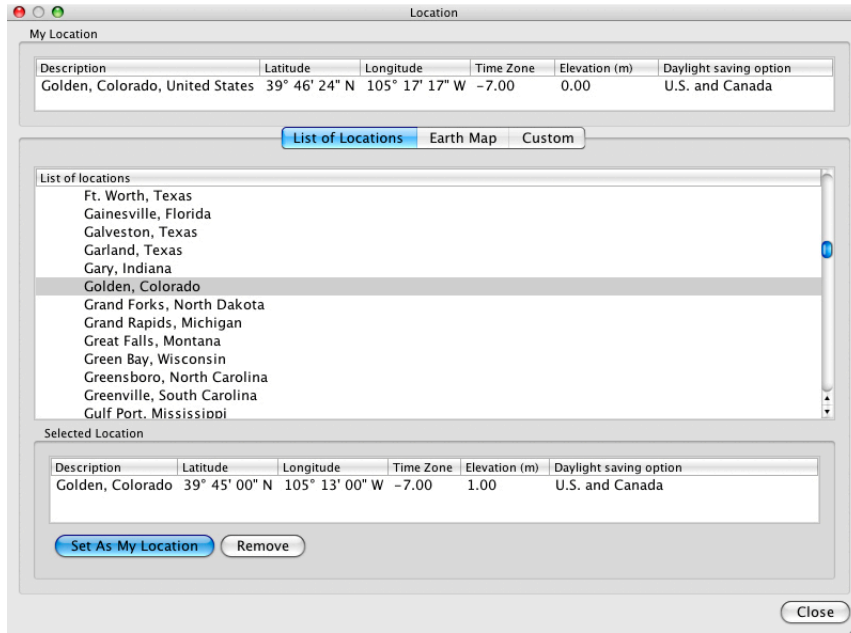 Location
My Location
Description Latitude Longitude Time Zone Elevation (m) Daylight saving option
Golden, Colorado, United States 39° 46' 24" N 105° 17' 17" W -7.00 0.00 U.S. and Canada
List of Locations Earth Map Custom
List of locations
Ft. Worth, Texas
Gainesville, Florida
Galveston, Texas
Garland, Texas
Gary, Indiana
Golden, Colorado
Grand Forks, North Dakota
Grand Rapids, Michigan
Great Falls, Montana
Green Bay, Wisconsin
Greensboro, North Carolina
Greenville, South Carolina
Gulf Port, Mississippi
Selected Location
Description Latitude Longitude Time Zone Elevation (m) Daylight saving option
Golden, Colorado 39° 45' 00" N 105° 13' 00" W -7.00 1.00 U.S. and Canada
Set As My Location Remove
Close